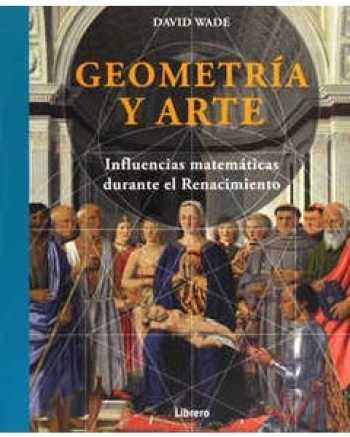 DAVID WADE
GEOMETRÍA
Y ARTE
Influencias matemáticas
durante el Renacimiento
Librero